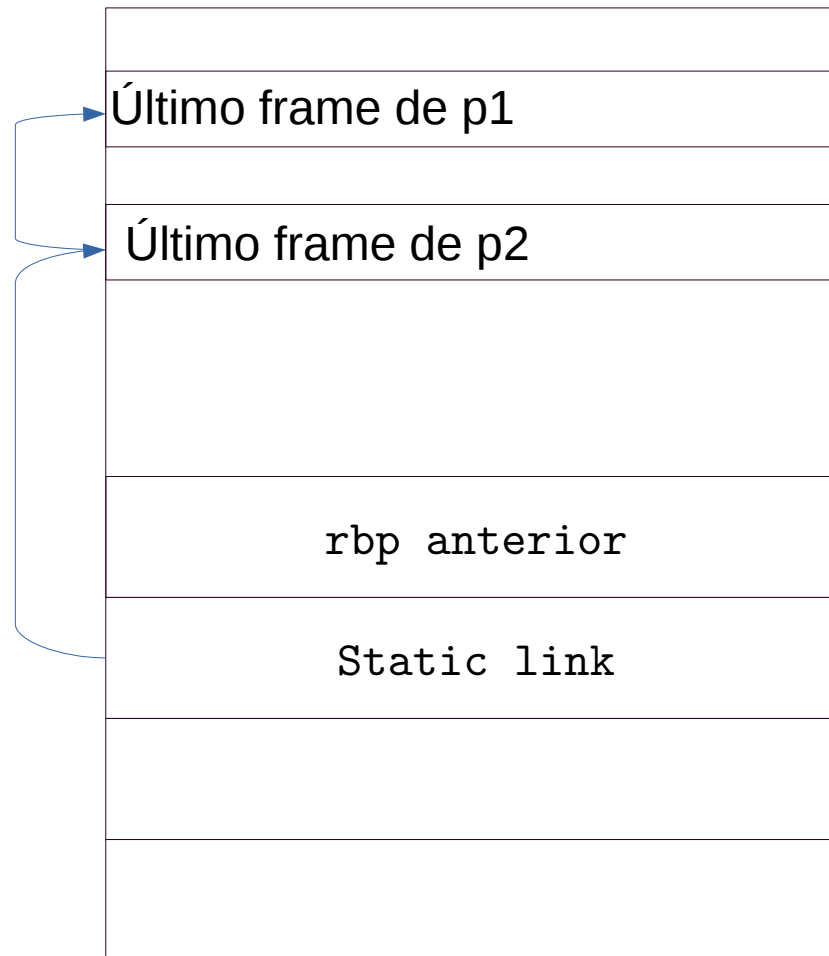 Último frame de p1
Último frame de p2
rbp anterior
Static link